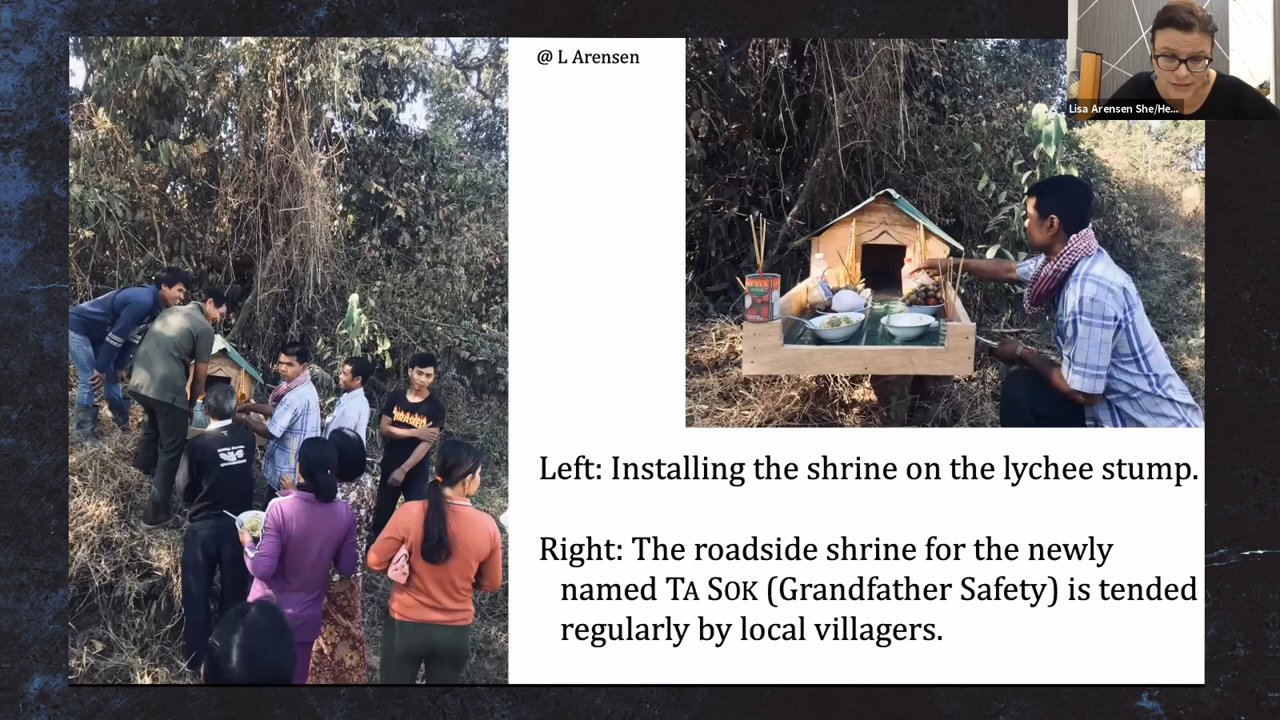 @ L Arensen
Lisa Arensen She/He...
Left: Installing the shrine on the lychee stump.
Right: The roadside shrine for the newly
named TA SOK (Grandfather Safety) is tended
regularly by local villagers.